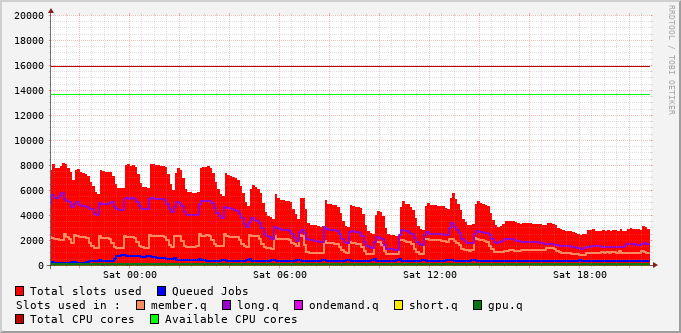 20000
18000
16000
14000
12000
10000
8000
6000
4000
2000
0
Sat 00:00 Sat 06:00 Sat 12:00 Sat 18:00
Total slots used Queued Jobs
Slots used in : member.q long.q ondemand.q short.q gpu.q
Total CPU cores Available CPU cores
RRDTOOL / TOBI OETIKER